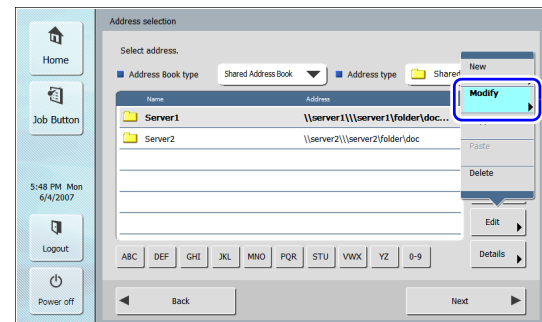 Address selection
Home
Job Button
5:48 PM Mon
6/4/2007
Logout
Power off
Select address.
Address Book type
Shared Address Book
Address type
Shared
Name
Address
Server1
\\server1\\\server1\folder\doc...
Server2
\\server2\\\server2\folder\doc
New
Modify
Paste
Delete
Edit
Details
ABC
DEF
GHI
JKL
MNO
PQR
STU
VWX
YZ
0-9
Back
Next